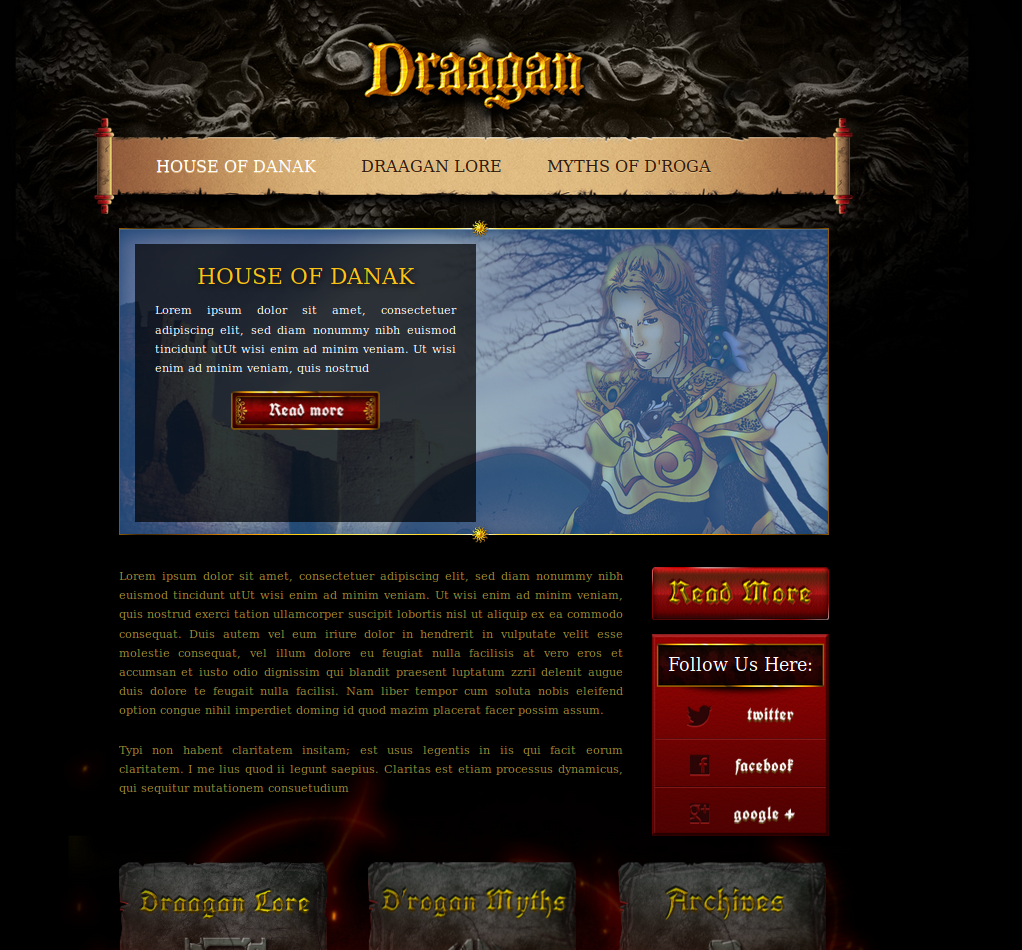 Draagan
HOUSE OF DANAK DRAAGAN LORE MYTHS OF D'ROGA
HOUSE OF DANAK
Lorem ipsum dolor sit amet, consectetuer
adipiscing elit, sed diam nonummy nibh euismod
tincidunt utUt wisi enim ad minim veniam. Ut wisi
enim ad minim veniam, quis nostrud
Read more
Lorem ipsum dolor sit amet, consectetuer adipiscing elit, sed diam nonummy nibh
euismod tincidunt utUt wisi enim ad minim veniam. Ut wisi enim ad minim veniam,
quis nostrud exerci tation ullamcorper suscipit lobortis nisl ut aliquip ex ea commodo
consequat. Duis autem vel eum iriure dolor in hendrerit in vulputate velit esse
molestie consequat, vel illum dolore eu feugiat nulla facilisis at vero eros et
accumsan et iusto odio dignissim qui blandit praesent luptatum zzril delenit augue
duis dolore te feugait nulla facilisi. Nam liber tempor cum soluta nobis eleifend
option congue nihil imperdiet doming id quod mazim placerat facer possim assum.
Typi non habent claritatem insitam; est usus legentis in iis qui facit eorum
claritatem. I me lius quod ii legunt saepius. Claritas est etiam processus dynamicus,
qui sequitur mutationem consuetudium
Read More
Follow Us Here:
twitter
facebook
google +
Draagan Lore
D'rogan Myths
Archives